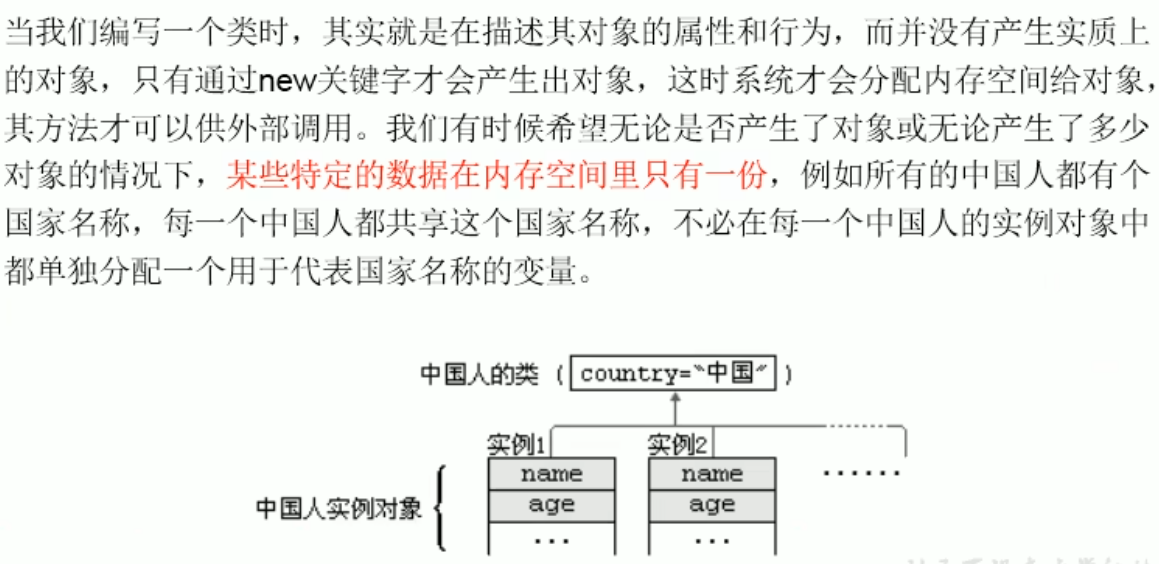 当我们编写一个类时，其实就是在描述其对象的属性和行为，而并没有产生实质上
的对象，只有通过new关键字才会产生出对象，这时系统才会分配内存空间给对象，
其方法才可以供外部调用。我们有时候希望无论是否产生了对象或无论产生了多少
对象的情况下，某些特定的数据在内存空间里只有一份，例如所有的中国人都有个
国家名称，每一个中国人都共享这个国家名称，不必在每一个中国人的实例对象中
都单独分配一个用于代表国家名称的变量。
中国人的类 (country=〝中国〞)
实例1 实例2
name name ······
age age
中国人实例对象
··· ···